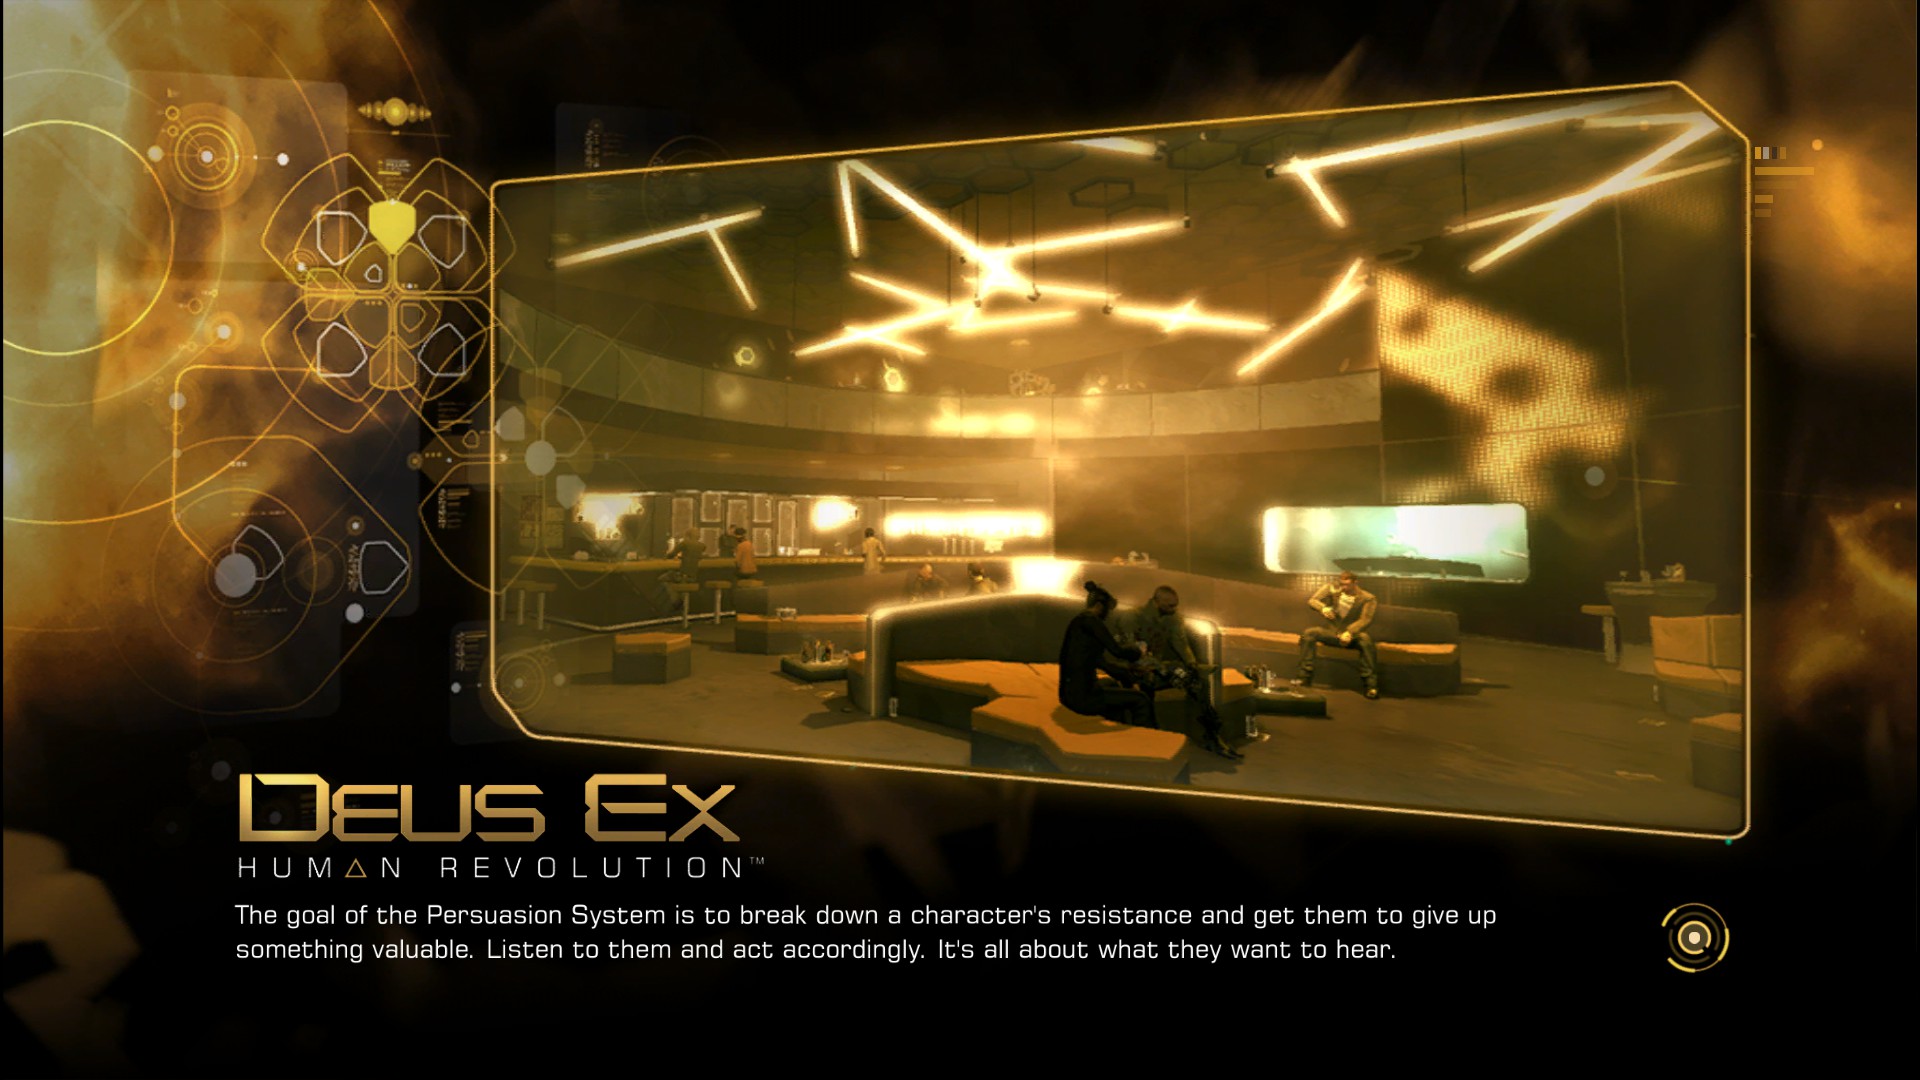 DEUS EX
HUMAN REVOLUTION™
The goal of the Persuasion System is to break down a character's resistance and get them to give up
something valuable. Listen to them and act accordingly. It's all about what they want to hear.